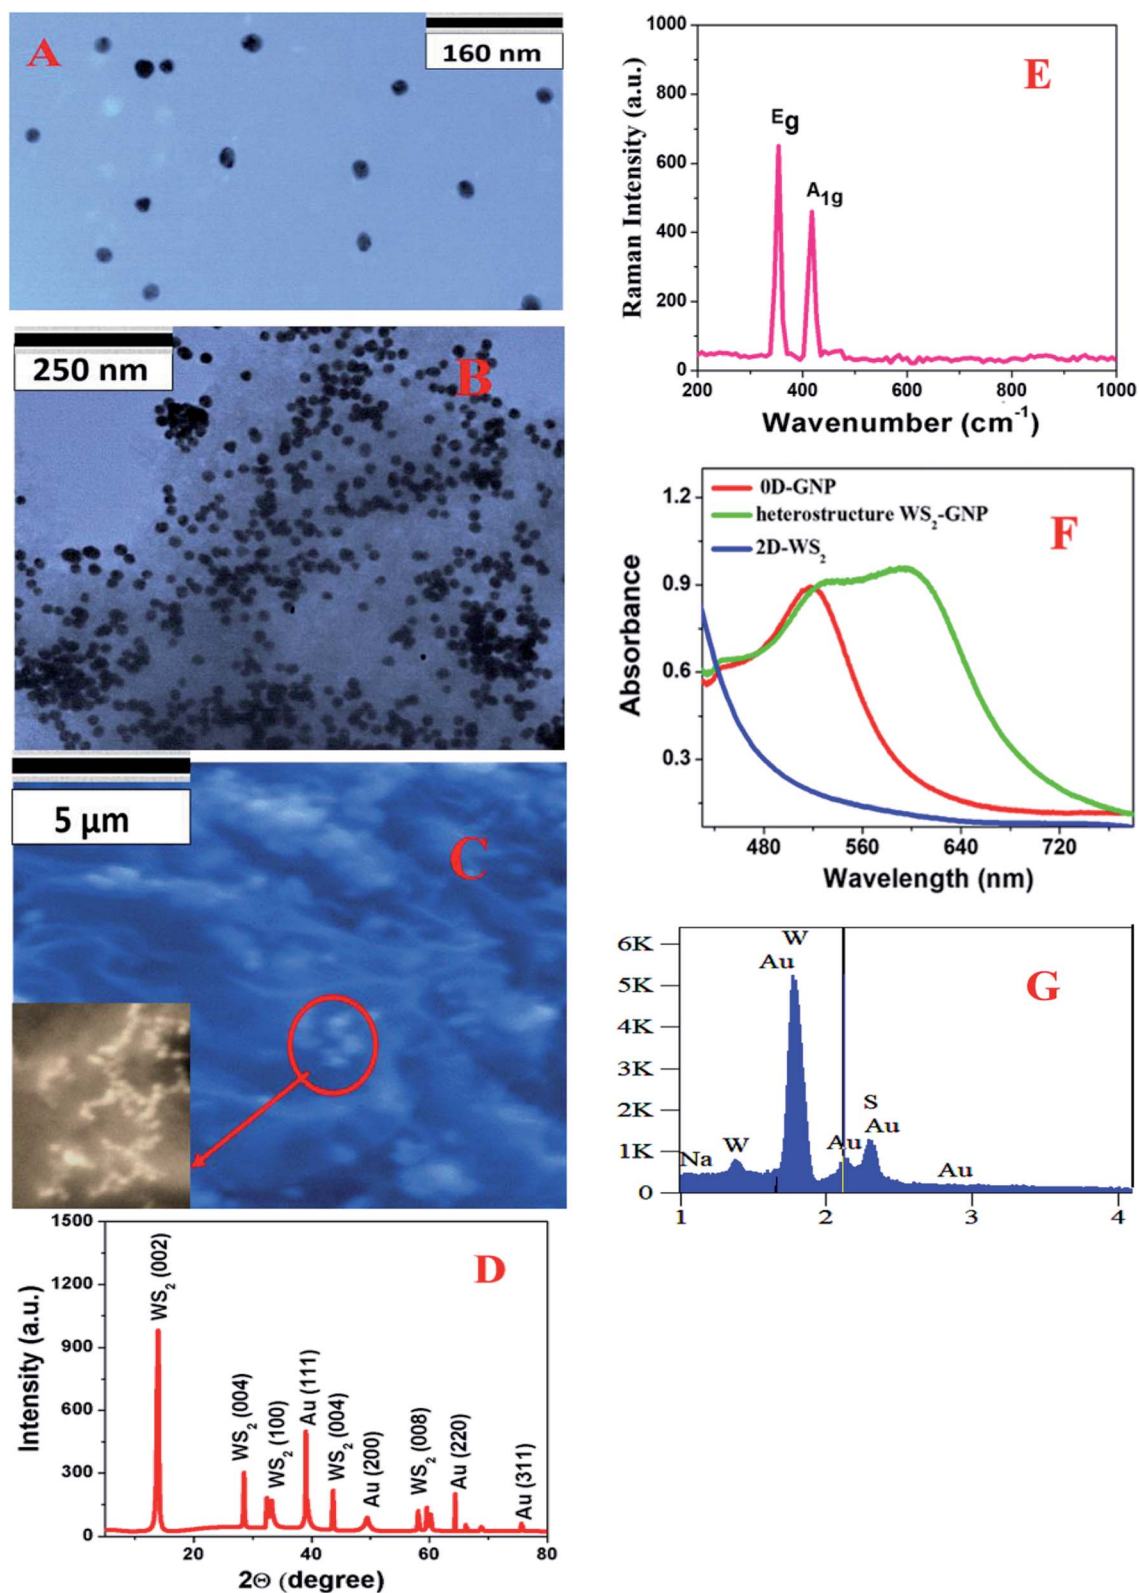 A
160 nm
250 nm
B
5 μm
C
D
1500
1200
900
600
300
0
Intensity (a.u.)
WS₂ (002)
WS₂ (004)
WS₂ (100)
Au (111)
WS₂ (004)
Au (200)
WS₂ (008)
Au (220)
Au (311)
20 40 60 80
2Θ (degree)
E
1000
800
600
400
200
0
Raman Intensity (a.u.)
Eg
A₁g
200 400 600 800 1000
Wavenumber (cm⁻¹)
F
0D-GNP
heterostructure WS₂-GNP
2D-WS₂
1.2
0.9
0.6
0.3
Absorbance
480 560 640 720
Wavelength (nm)
G
6K
5K
4K
3K
2K
1K
0
W
Au
S
Au
Na W Au
Au
1 2 3 4